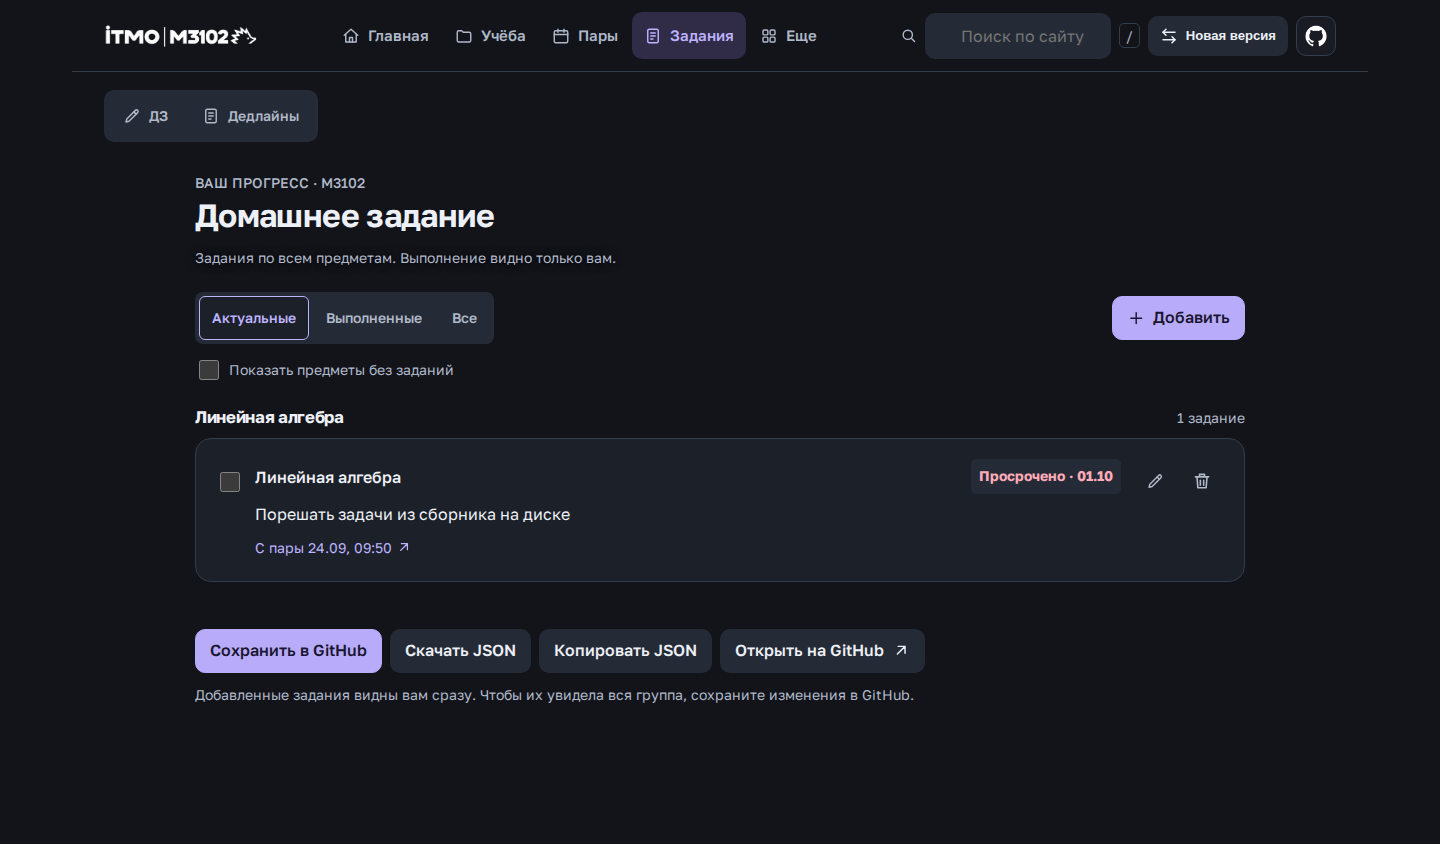 iTMO | M3102
Главная
Учёба
Пары
Задания
Еще
Поиск по сайту
/
Новая версия
ДЗ
Дедлайны
ВАШ ПРОГРЕСС · М3102
Домашнее задание
Задания по всем предметам. Выполнение видно только вам.
Актуальные
Выполненные
Все
Добавить
Показать предметы без заданий
Линейная алгебра
1 задание
Линейная алгебра
Просрочено · 01.10
Порешать задачи из сборника на диске
С пары 24.09, 09:50
Сохранить в GitHub
Скачать JSON
Копировать JSON
Открыть на GitHub
Добавленные задания видны вам сразу. Чтобы их увидела вся группа, сохраните изменения в GitHub.